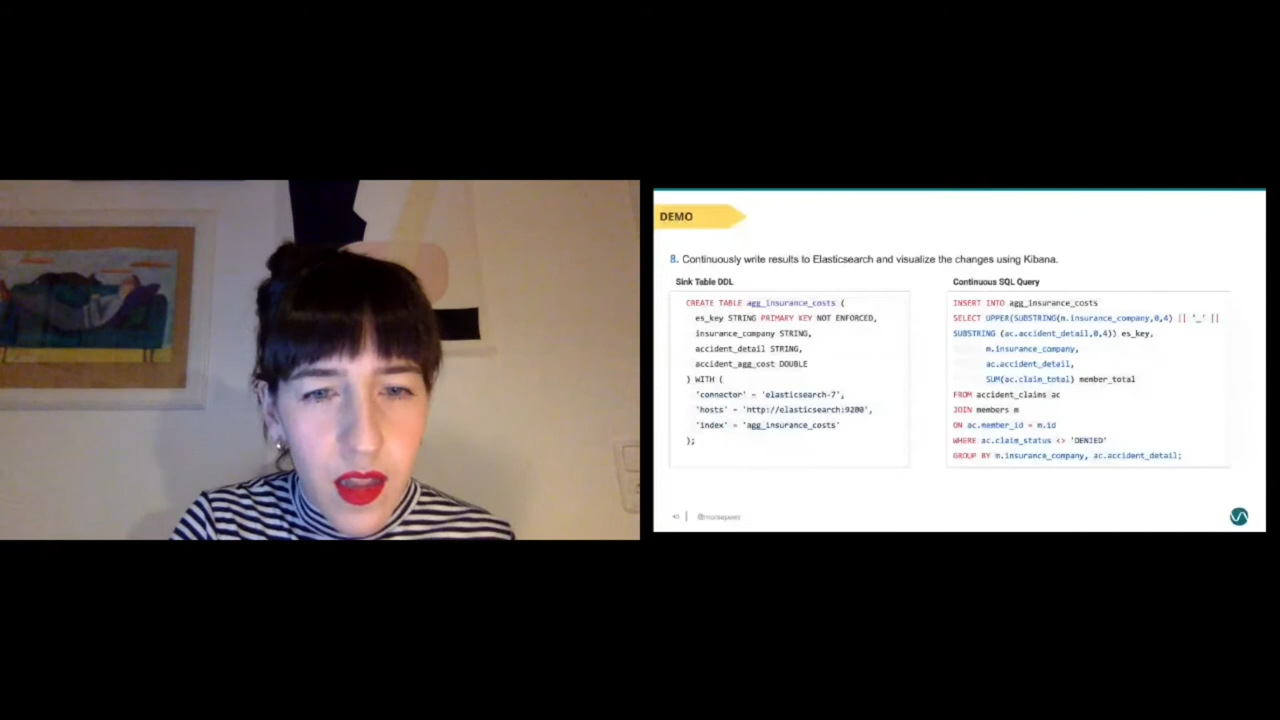 DEMO
8. Continuously write results to Elasticsearch and visualize the changes using Kibana.
Sink Table DDL
CREATE TABLE agg_insurance_costs (
es_key STRING PRIMARY KEY NOT ENFORCED,
insurance_company STRING,
accident_detail STRING,
accident_agg_cost DOUBLE
) WITH (
'connector' = 'elasticsearch-7',
'hosts' = 'http://elasticsearch:9200',
'index' = 'agg_insurance_costs'
);
Continuous SQL Query
INSERT INTO agg_insurance_costs
SELECT UPPER(SUBSTRING(m.insurance_company,0,4) || '_' ||
SUBSTRING (ac.accident_detail,0,4)) es_key,
m.insurance_company,
ac.accident_detail,
SUM(ac.claim_total) member_total
FROM accident_claims ac
JOIN members m
ON ac.member_id = m.id
WHERE ac.claim_status <> 'DENIED'
GROUP BY m.insurance_company, ac.accident_detail;